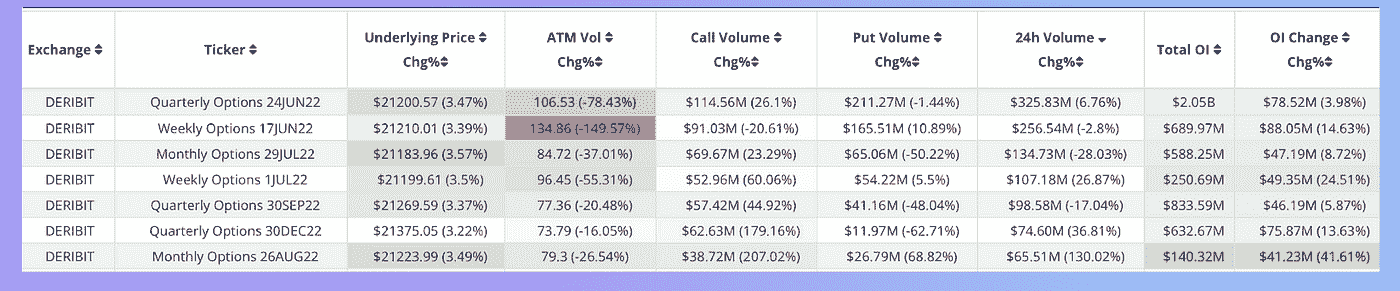 Exchange Ticker Underlying Price Chg% ATM Vol Chg% Call Volume Chg% Put Volume Chg% 24h Volume Chg% Total OI OI Change Chg%
DERIBIT Quarterly Options 24JUN22 $21200.57 (3.47%) 106.53 (-78.43%) $114.56M (26.1%) $211.27M (-1.44%) $325.83M (6.76%) $2.05B $78.52M (3.98%)
DERIBIT Weekly Options 17JUN22 $21210.01 (3.39%) 134.86 (-149.57%) $91.03M (-20.61%) $165.51M (10.89%) $256.54M (-2.8%) $689.97M $88.05M (14.63%)
DERIBIT Monthly Options 29JUL22 $21183.96 (3.57%) 84.72 (-37.01%) $69.67M (23.29%) $65.06M (-50.22%) $134.73M (-28.03%) $588.25M $47.19M (8.72%)
DERIBIT Weekly Options 1JUL22 $21199.61 (3.5%) 96.45 (-55.31%) $52.96M (60.06%) $54.22M (5.5%) $107.18M (26.87%) $250.69M $49.35M (24.51%)
DERIBIT Quarterly Options 30SEP22 $21269.59 (3.37%) 77.36 (-20.48%) $57.42M (44.92%) $41.16M (-48.04%) $98.58M (-17.04%) $833.59M $46.19M (5.87%)
DERIBIT Quarterly Options 30DEC22 $21375.05 (3.22%) 73.79 (-16.05%) $62.63M (179.16%) $11.97M (-62.71%) $74.60M (36.81%) $632.67M $75.87M (13.63%)
DERIBIT Monthly Options 26AUG22 $21223.99 (3.49%) 79.3 (-26.54%) $38.72M (207.02%) $26.79M (68.82%) $65.51M (130.02%) $140.32M $41.23M (41.61%)